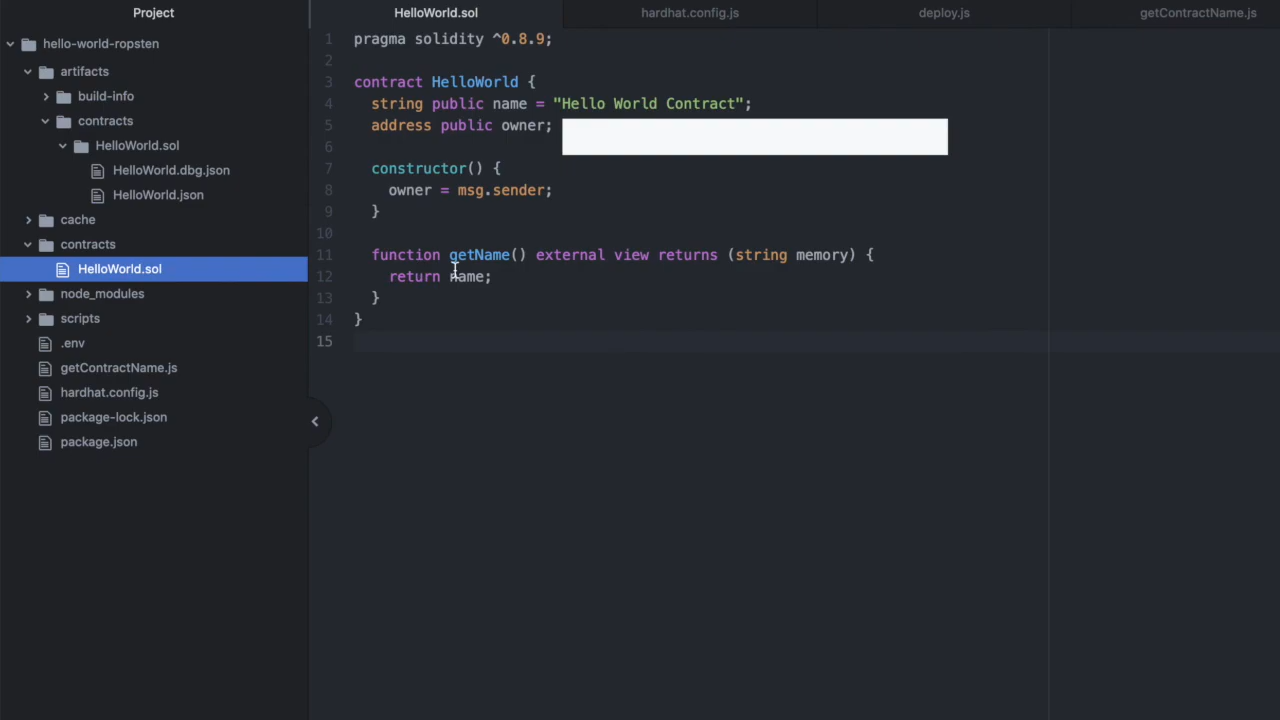 Project
hello-world-ropsten
artifacts
build-info
contracts
HelloWorld.sol
HelloWorld.dbg.json
HelloWorld.json
cache
contracts
HelloWorld.sol
node_modules
scripts
.env
getContractName.js
hardhat.config.js
package-lock.json
package.json
HelloWorld.sol hardhat.config.js deploy.js getContractName.js
1 pragma solidity ^0.8.9;
2
3 contract HelloWorld {
4 string public name = "Hello World Contract";
5 address public owner;
6
7 constructor() {
8 owner = msg.sender;
9 }
10
11 function getName() external view returns (string memory) {
12 return name;
13 }
14 }
15